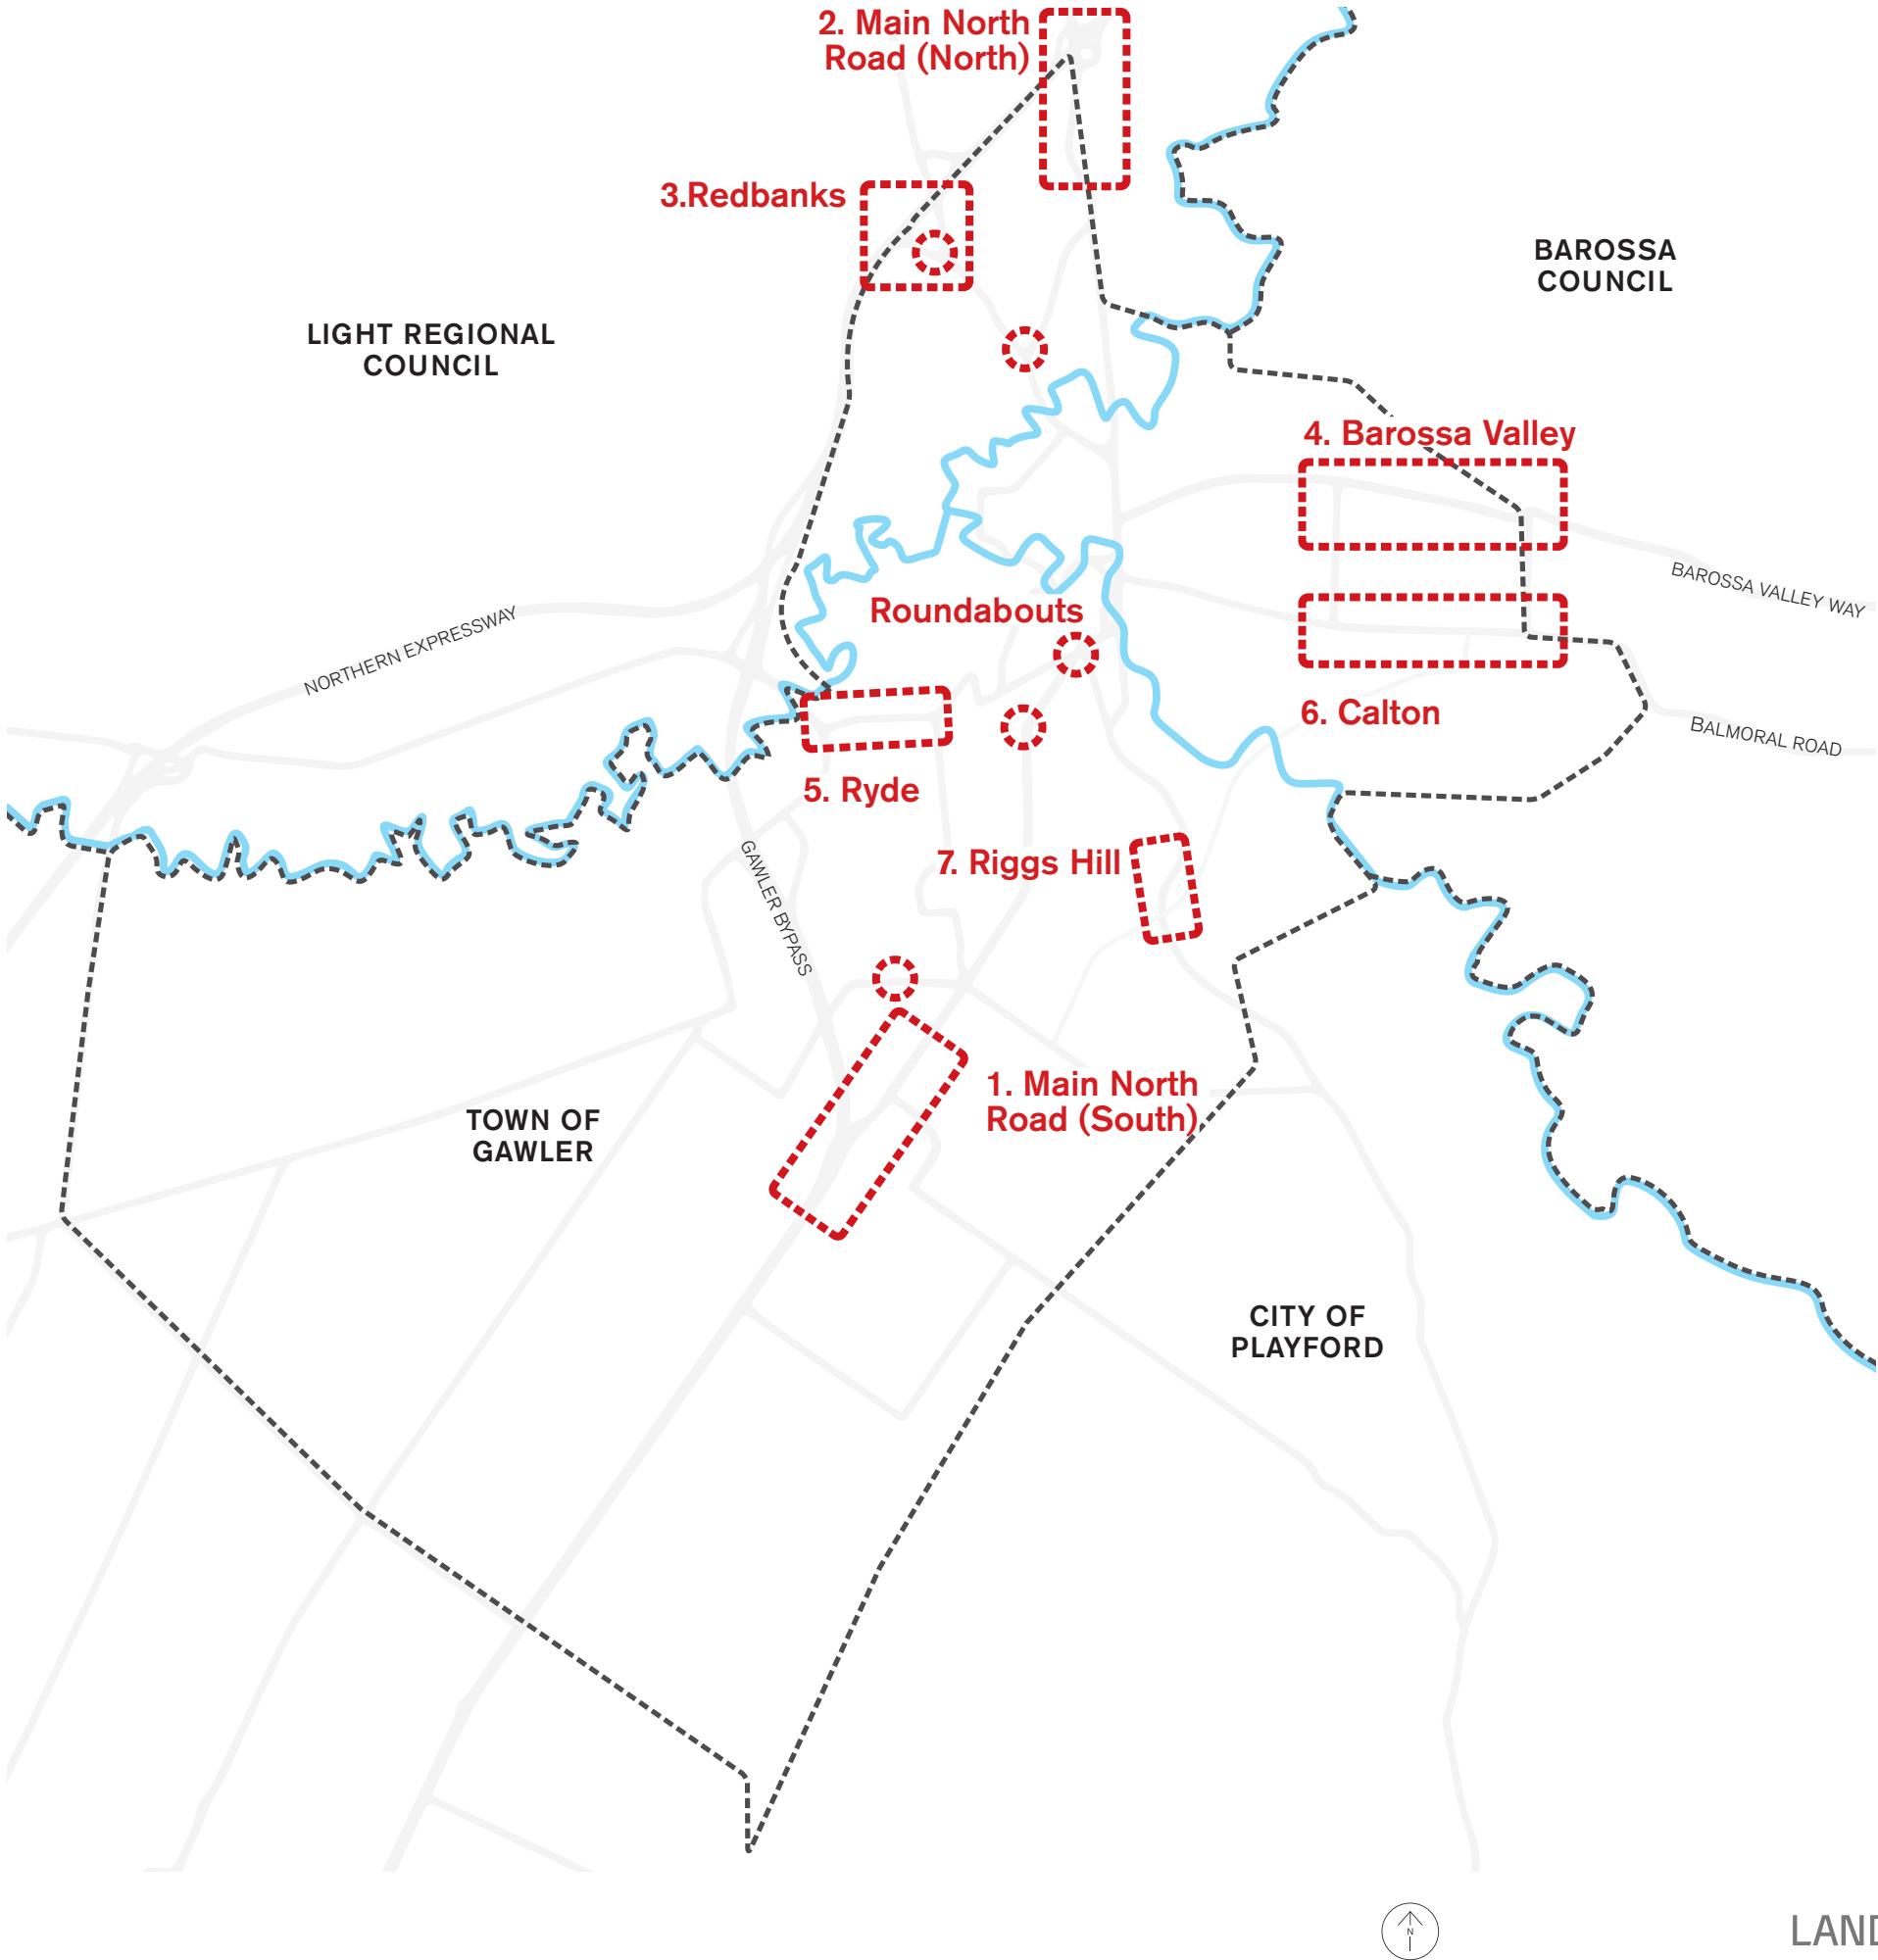 2. Main North
Road (North)
3.Redbanks
BAROSSA
COUNCIL
LIGHT REGIONAL
COUNCIL
4. Barossa Valley
BAROSSA VALLEY WAY
Roundabouts
NORTHERN EXPRESSWAY
6. Calton
BALMORAL ROAD
5. Ryde
7. Riggs Hill
GAWLER BYPASS
1. Main North
Road (South)
TOWN OF
GAWLER
CITY OF
PLAYFORD
N
LAND